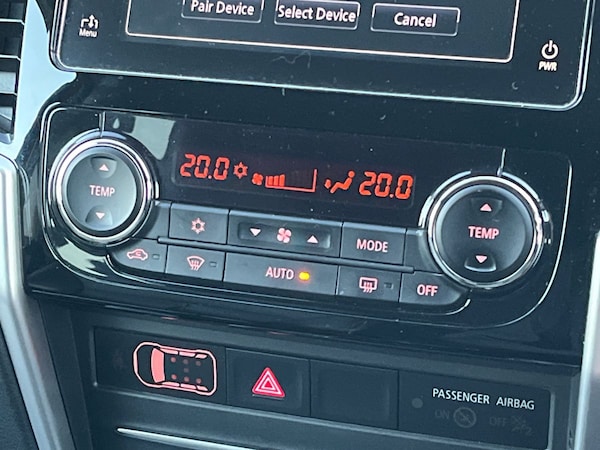 Pair Device
Select Device
Cancel
Menu
PWR
20.0
20.0
TEMP
TEMP
MODE
AUTO
OFF
PASSENGER AIRBAG
ON OFF 2